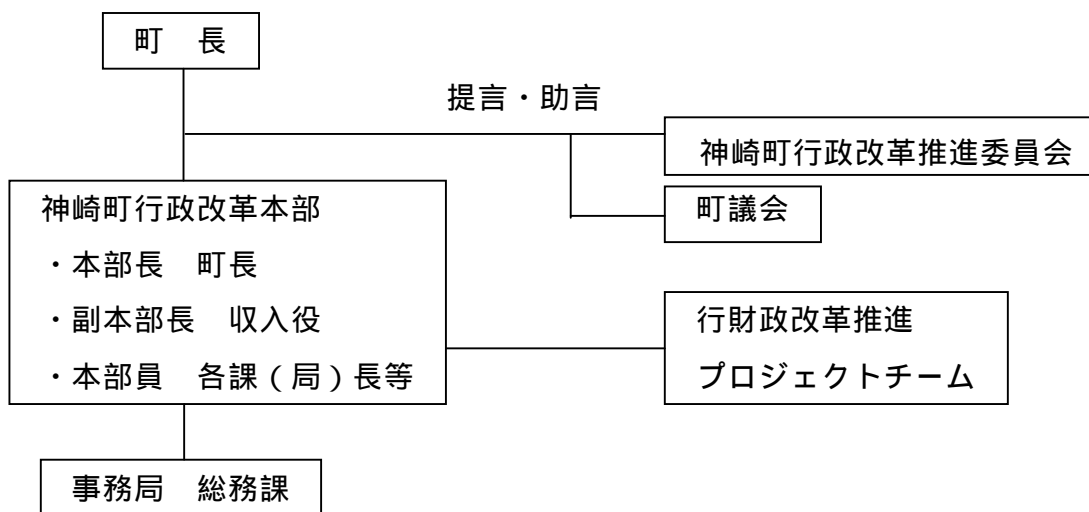 町　長
提言・助言
神崎町行政改革推進委員会
町議会
神崎町行政改革本部
・本部長　町長
・副本部長　収入役
・本部員　各課（局）長等
行財政改革推進
プロジェクトチーム
事務局　総務課